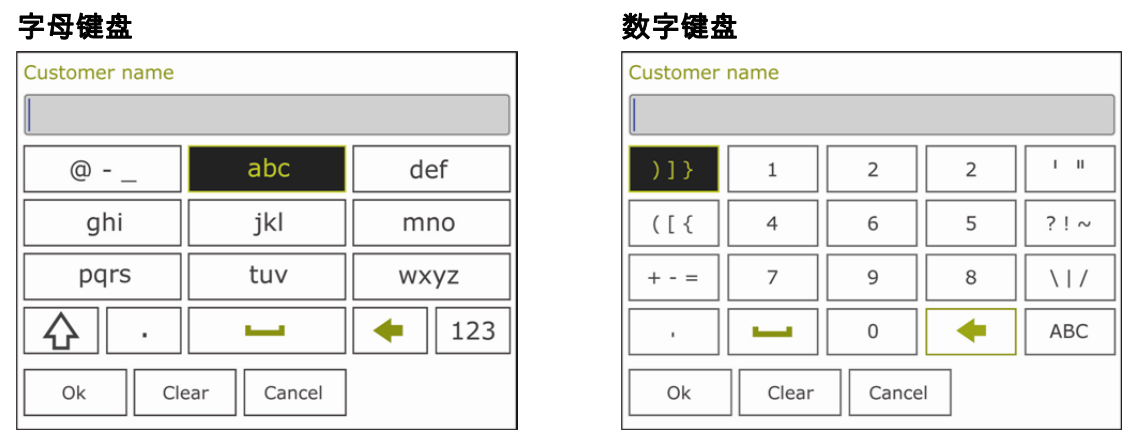 字母键盘
Customer name
@ - _ abc def
ghi jkl mno
pqrs tuv wxyz
. 123
Ok Clear Cancel
数字键盘
Customer name
) ] } 1 2 2 ' "
( [ { 4 6 5 ? ! ~
+ - = 7 9 8 \ | /
, 0 ABC
Ok Clear Cancel